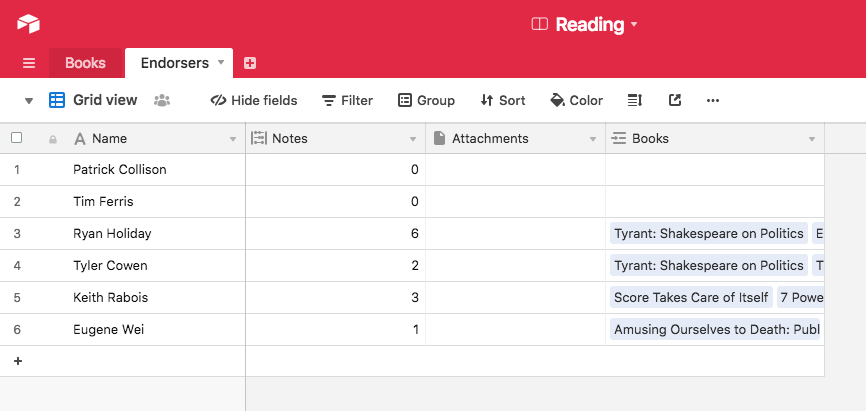 Reading
Books Endorsers
Grid view Hide fields Filter Group Sort Color
Name Notes Attachments Books
1 Patrick Collison 0
2 Tim Ferris 0
3 Ryan Holiday 6 Tyrant: Shakespeare on Politics E
4 Tyler Cowen 2 Tyrant: Shakespeare on Politics T
5 Keith Rabois 3 Score Takes Care of Itself 7 Powe
6 Eugene Wei 1 Amusing Ourselves to Death: Publ
+